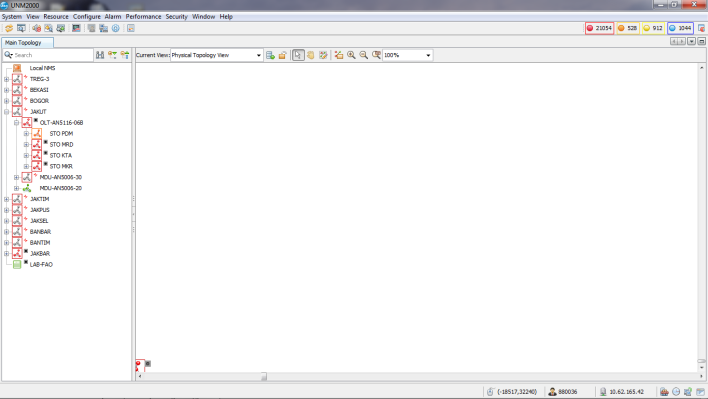 UNM2000
System View Resource Configure Alarm Performance Security Window Help
21054 528 912 1044
Main Topology
Search
Current View: Physical Topology View 100%
Local NMS
TREG-3
BEKASI
BOGOR
JAKUT
OLT-AN5116-06B
STO PDM
STO MRD
STO KTA
STO MKR
MDU-AN5006-30
MDU-AN5006-20
JAKTIM
JAKPUS
JAKSEL
BANBAR
BANTIM
JAKBAR
LAB-FAO
(-18517,32240) 880036 10.62.165.42